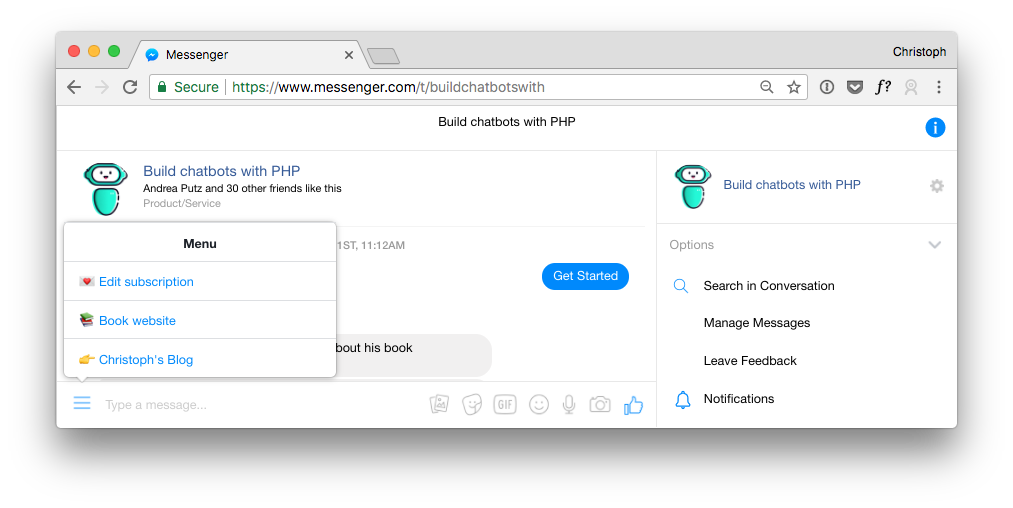 Messenger
Christoph
Secure https://www.messenger.com/t/buildchatbotswith
f?
Build chatbots with PHP
Build chatbots with PHP
Andrea Putz and 30 other friends like this
Product/Service
1ST, 11:12AM
Get Started
Menu
Edit subscription
Book website
Christoph's Blog
bout his book
Type a message...
GIF
Build chatbots with PHP
Options
Search in Conversation
Manage Messages
Leave Feedback
Notifications